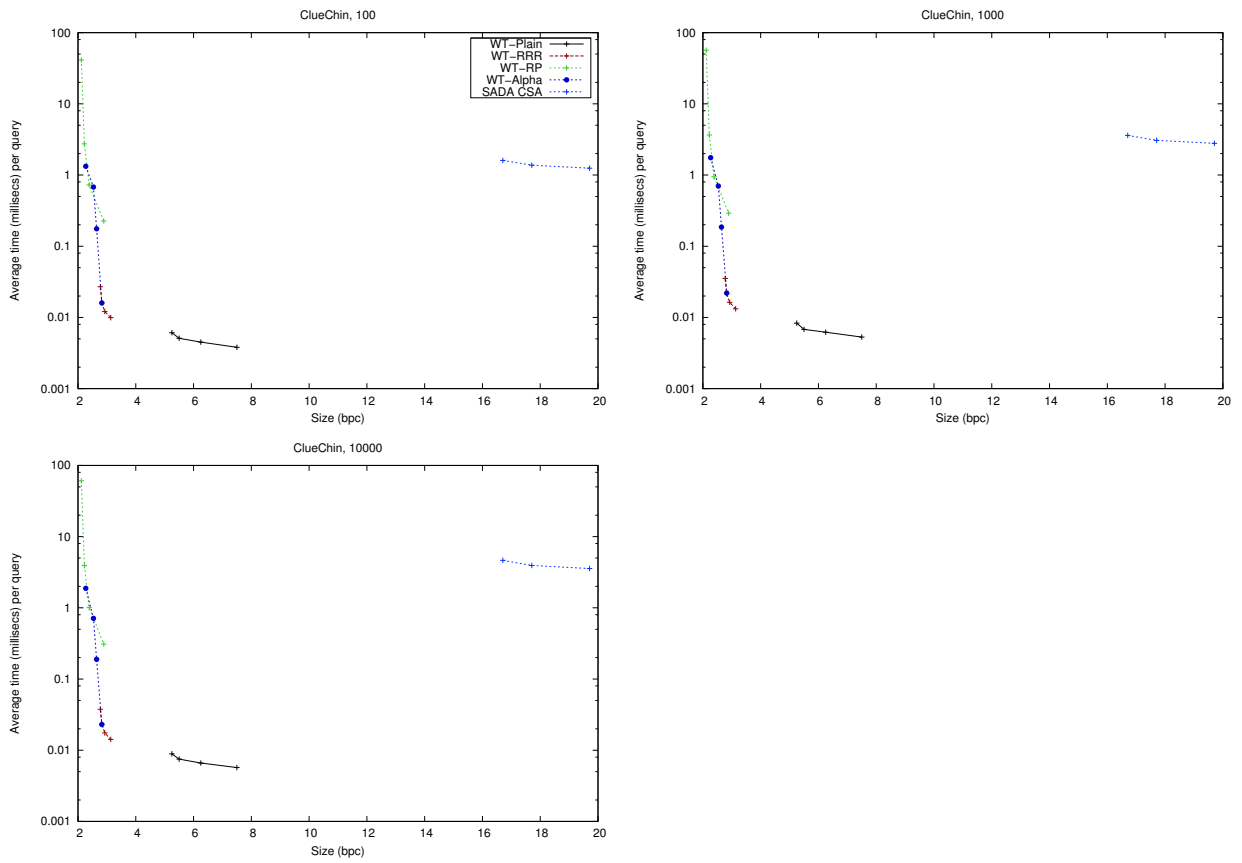 ClueChin, 100
100
10
1
0.1
0.01
0.001
Average time (millisecs) per query
WT-Plain
WT-RRR
WT-RP
WT-Alpha
SADA CSA
2 4 6 8 10 12 14 16 18 20
Size (bpc)
ClueChin, 1000
100
10
1
0.1
0.01
0.001
Average time (millisecs) per query
2 4 6 8 10 12 14 16 18 20
Size (bpc)
ClueChin, 10000
100
10
1
0.1
0.01
0.001
Average time (millisecs) per query
2 4 6 8 10 12 14 16 18 20
Size (bpc)